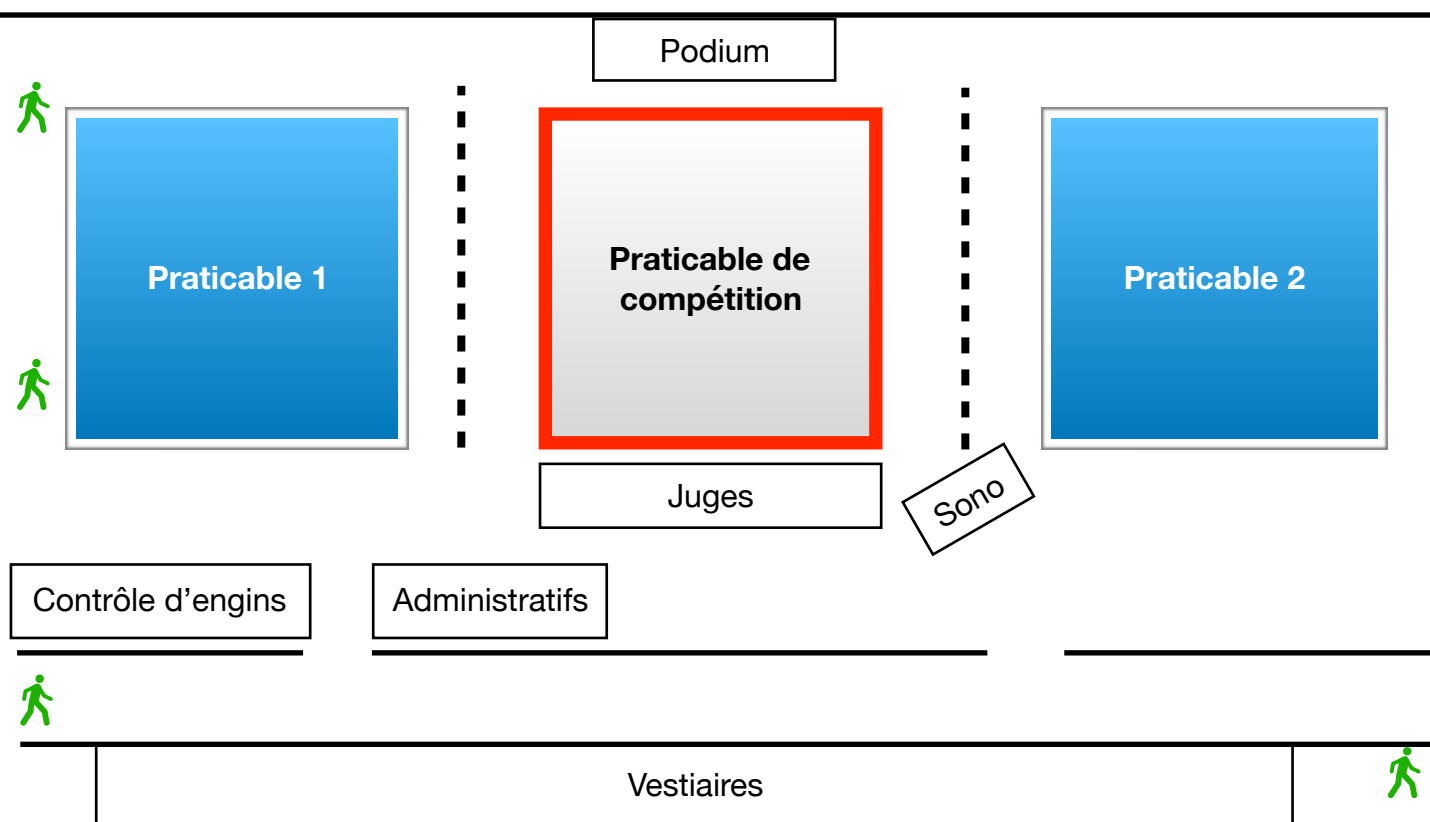 Podium
Praticable 1
Praticable de
compétition
Praticable 2
Juges
Sono
Contrôle d’engins
Administratifs
Vestiaires